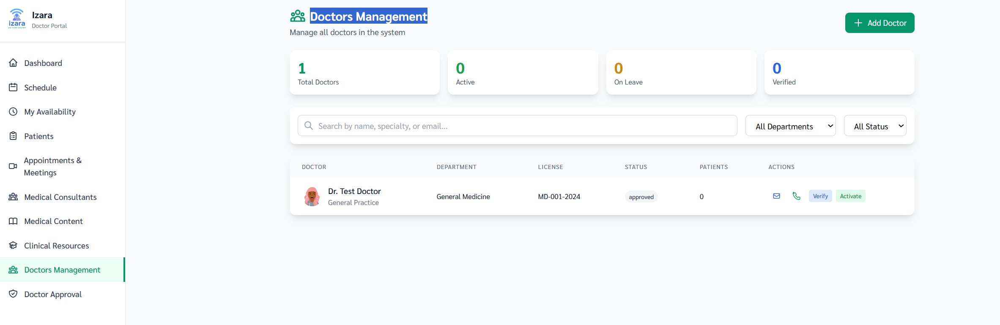 izara
Izara
Doctor Portal
Dashboard
Schedule
My Availability
Patients
Appointments &
Meetings
Medical Consultants
Medical Content
Clinical Resources
Doctors Management
Doctor Approval
Doctors Management
Manage all doctors in the system
Add Doctor
1
Total Doctors
0
Active
0
On Leave
0
Verified
Search by name, specialty, or email...
All Departments
All Status
DOCTOR DEPARTMENT LICENSE STATUS PATIENTS ACTIONS
Dr. Test Doctor
General Practice
General Medicine
MD-001-2024
approved
0
Verify
Activate